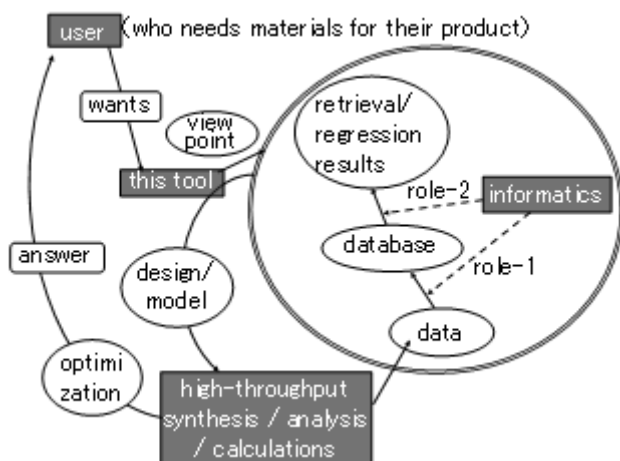 user (who needs materials for their product)
wants
view
point
this tool
retrieval/
regression
results
role-2
informatics
database
role-1
answer
design/
model
data
optimi
zation
high-throughput
synthesis / analysis
/ calculations